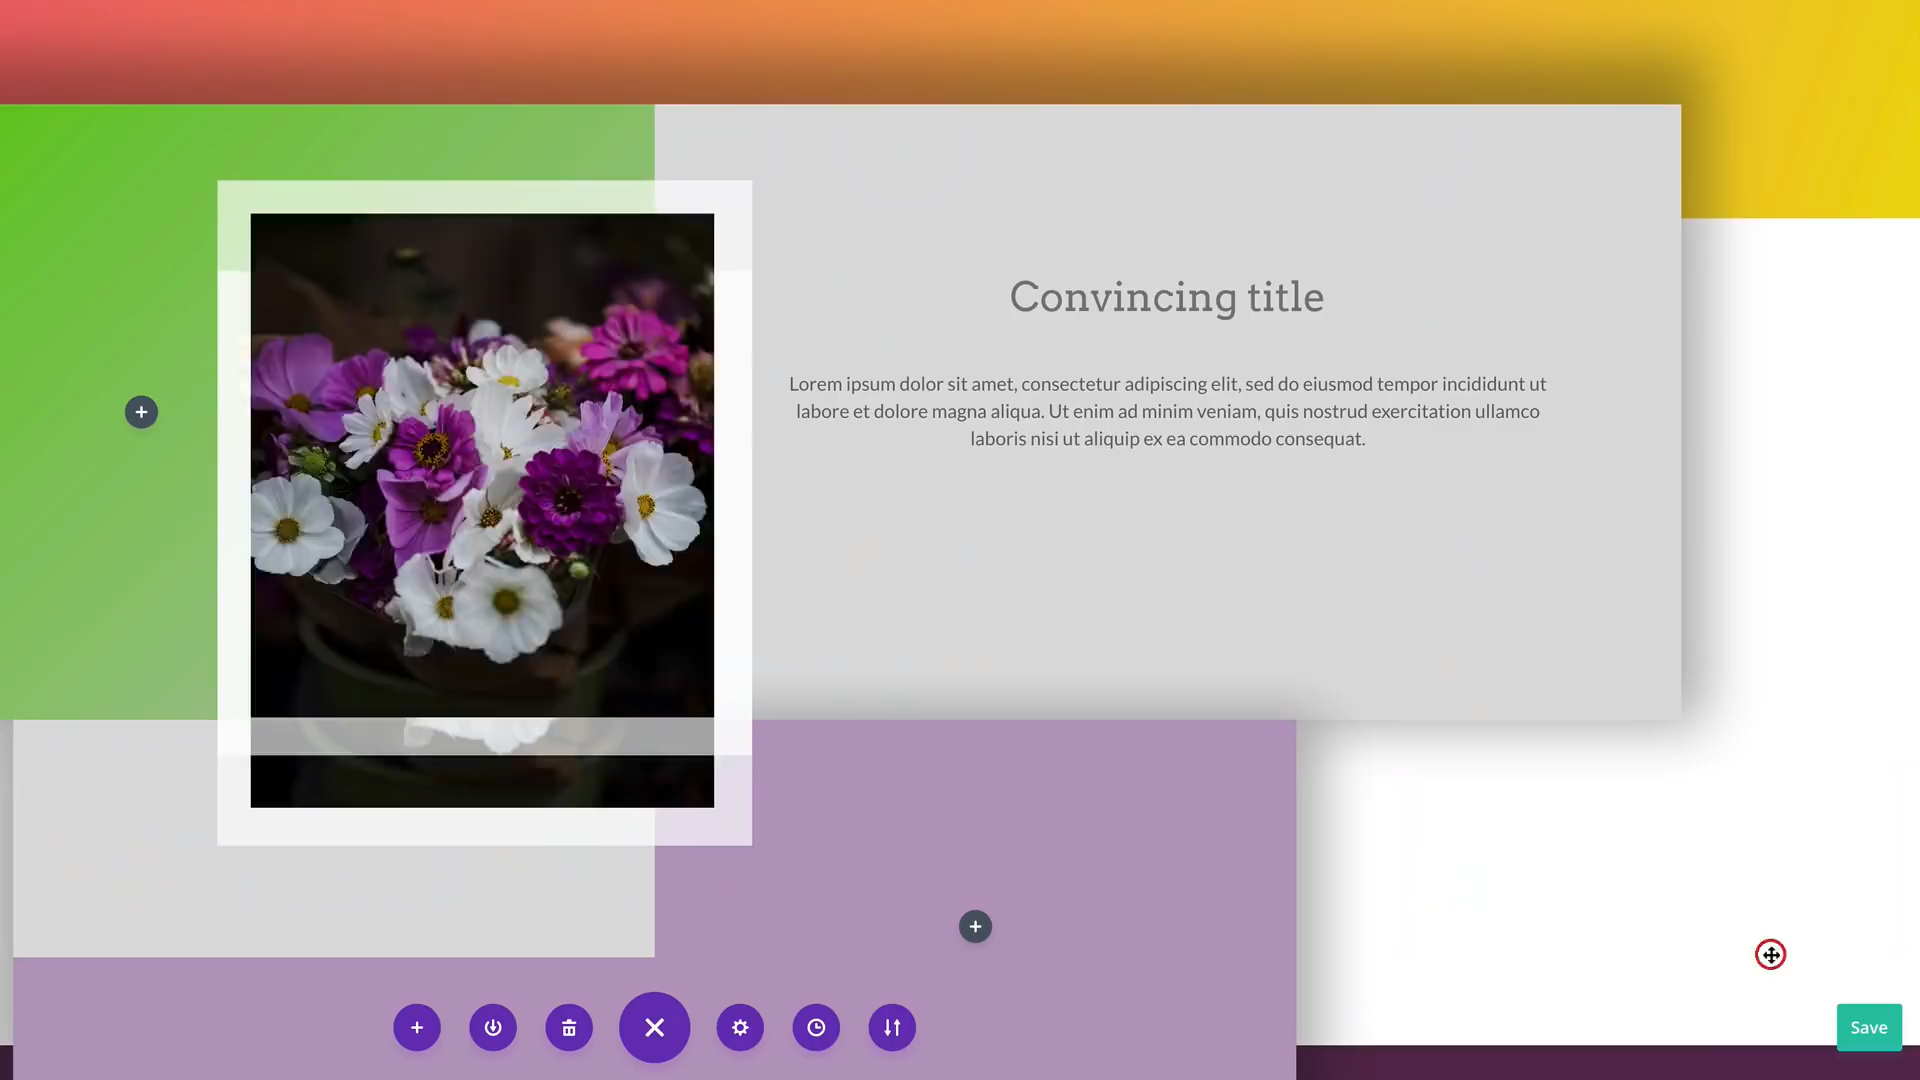 Convincing title
Lorem ipsum dolor sit amet, consectetur adipiscing elit, sed do eiusmod tempor incididunt ut
labore et dolore magna aliqua. Ut enim ad minim veniam, quis nostrud exercitation ullamco
laboris nisi ut aliquip ex ea commodo consequat.
Save